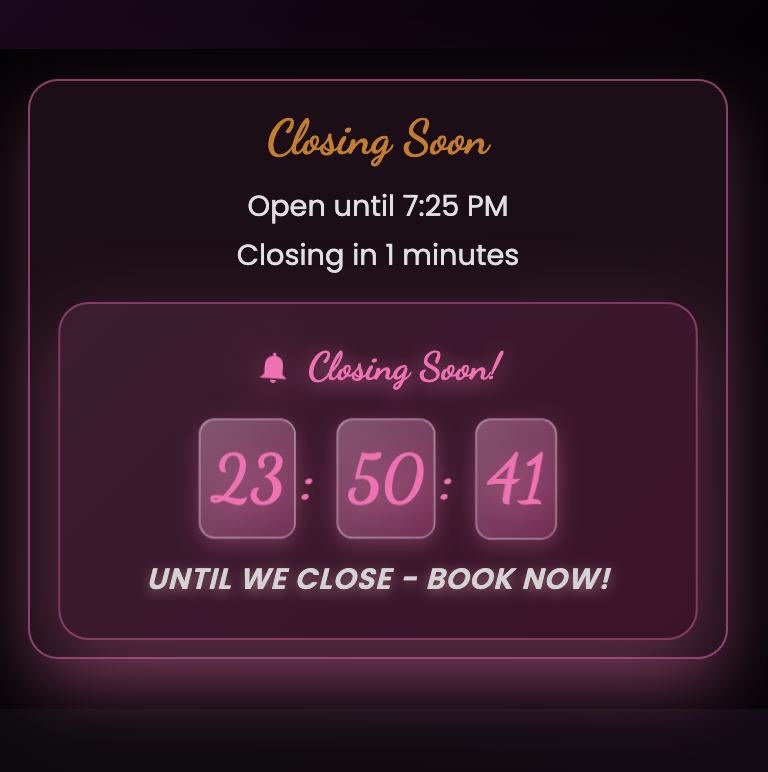 Closing Soon
Open until 7:25 PM
Closing in 1 minutes
Closing Soon!
23 : 50 : 41
UNTIL WE CLOSE - BOOK NOW!